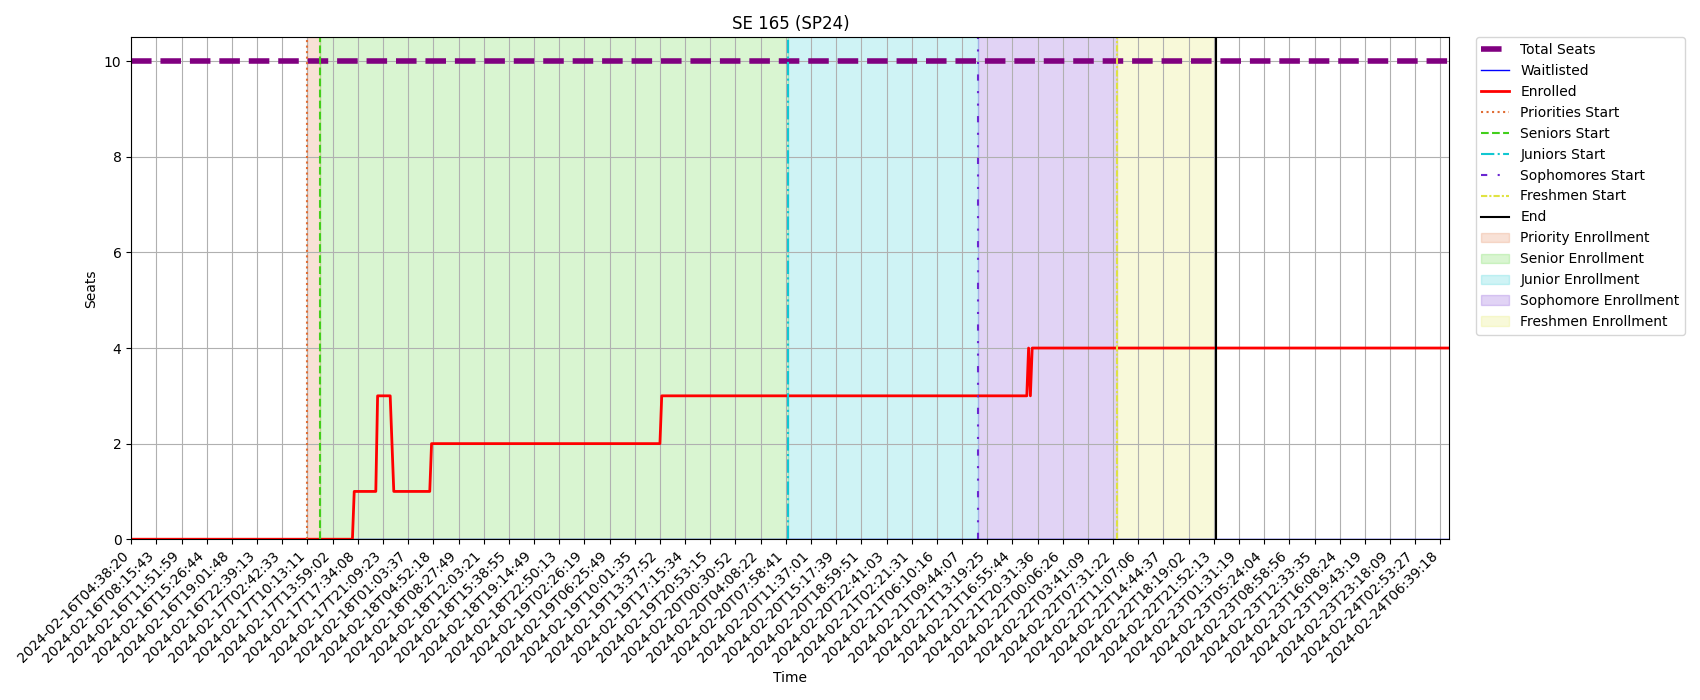 SE 165 (SP24)
10
8
6
4
2
0
Seats
2024-02-16T04:38:20
2024-02-16T08:15:43
2024-02-16T11:51:59
2024-02-16T15:26:44
2024-02-16T19:01:48
2024-02-16T22:39:13
2024-02-17T02:42:33
2024-02-17T10:13:11
2024-02-17T13:59:02
2024-02-17T17:34:08
2024-02-17T21:09:23
2024-02-18T01:03:37
2024-02-18T04:52:18
2024-02-18T08:27:49
2024-02-18T12:03:21
2024-02-18T15:38:55
2024-02-18T19:14:49
2024-02-18T22:50:13
2024-02-19T02:26:19
2024-02-19T06:25:49
2024-02-19T10:01:35
2024-02-19T13:37:52
2024-02-19T17:15:34
2024-02-19T20:53:15
2024-02-20T00:30:52
2024-02-20T04:08:22
2024-02-20T07:58:41
2024-02-20T11:37:01
2024-02-20T15:17:39
2024-02-20T18:59:51
2024-02-20T22:41:03
2024-02-21T02:21:31
2024-02-21T06:10:16
2024-02-21T09:44:07
2024-02-21T13:19:25
2024-02-21T16:55:44
2024-02-21T20:31:36
2024-02-22T00:06:26
2024-02-22T03:41:09
2024-02-22T07:31:22
2024-02-22T11:07:06
2024-02-22T14:44:37
2024-02-22T18:19:02
2024-02-22T21:52:13
2024-02-23T01:31:19
2024-02-23T05:24:04
2024-02-23T08:58:56
2024-02-23T12:33:35
2024-02-23T16:08:24
2024-02-23T19:43:19
2024-02-23T23:18:09
2024-02-24T02:53:27
2024-02-24T06:39:18
Time
Total Seats
Waitlisted
Enrolled
Priorities Start
Seniors Start
Juniors Start
Sophomores Start
Freshmen Start
End
Priority Enrollment
Senior Enrollment
Junior Enrollment
Sophomore Enrollment
Freshmen Enrollment